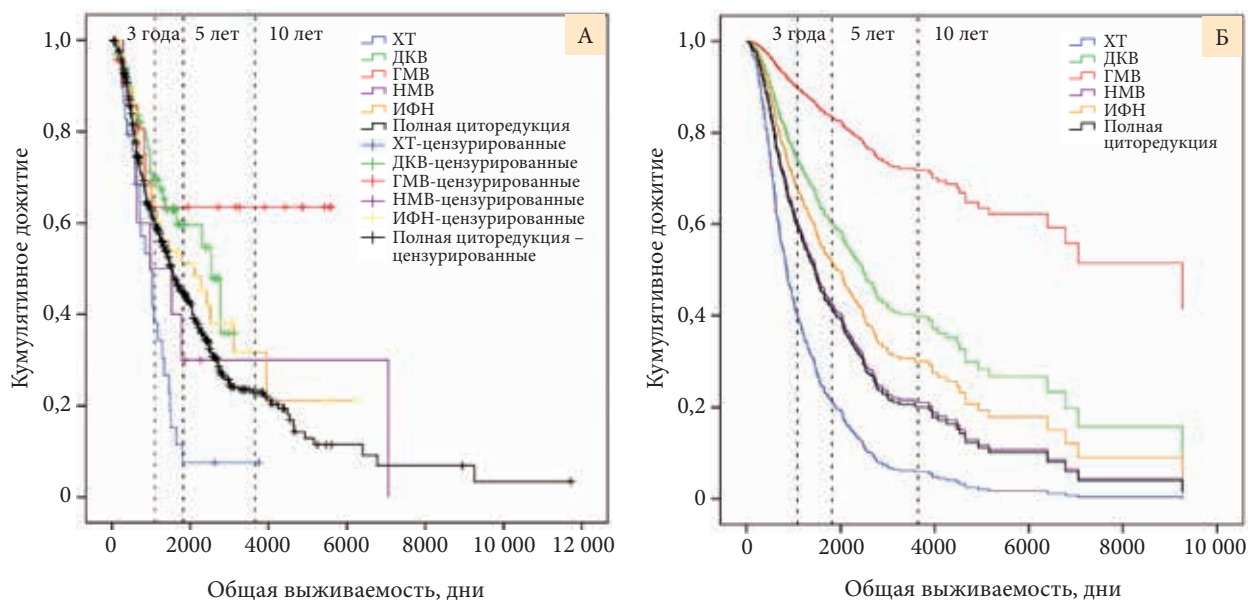 А
3 года
5 лет
10 лет
ХТ
ДКВ
ГМВ
НМВ
ИФН
Полная циторедукция
ХТ-цензурированные
ДКВ-цензурированные
ГМВ-цензурированные
НМВ-цензурированные
ИФН-цензурированные
Полная циторедукция –
цензурированные
Кумулятивное дожитие
1,0
0,8
0,6
0,4
0,2
0
0 2000 4000 6000 8000 10 000 12 000
Общая выживаемость, дни
Б
3 года
5 лет
10 лет
ХТ
ДКВ
ГМВ
НМВ
ИФН
Полная
циторедукция
Кумулятивное дожитие
1,0
0,8
0,6
0,4
0,2
0
0 2000 4000 6000 8000 10 000
Общая выживаемость, дни